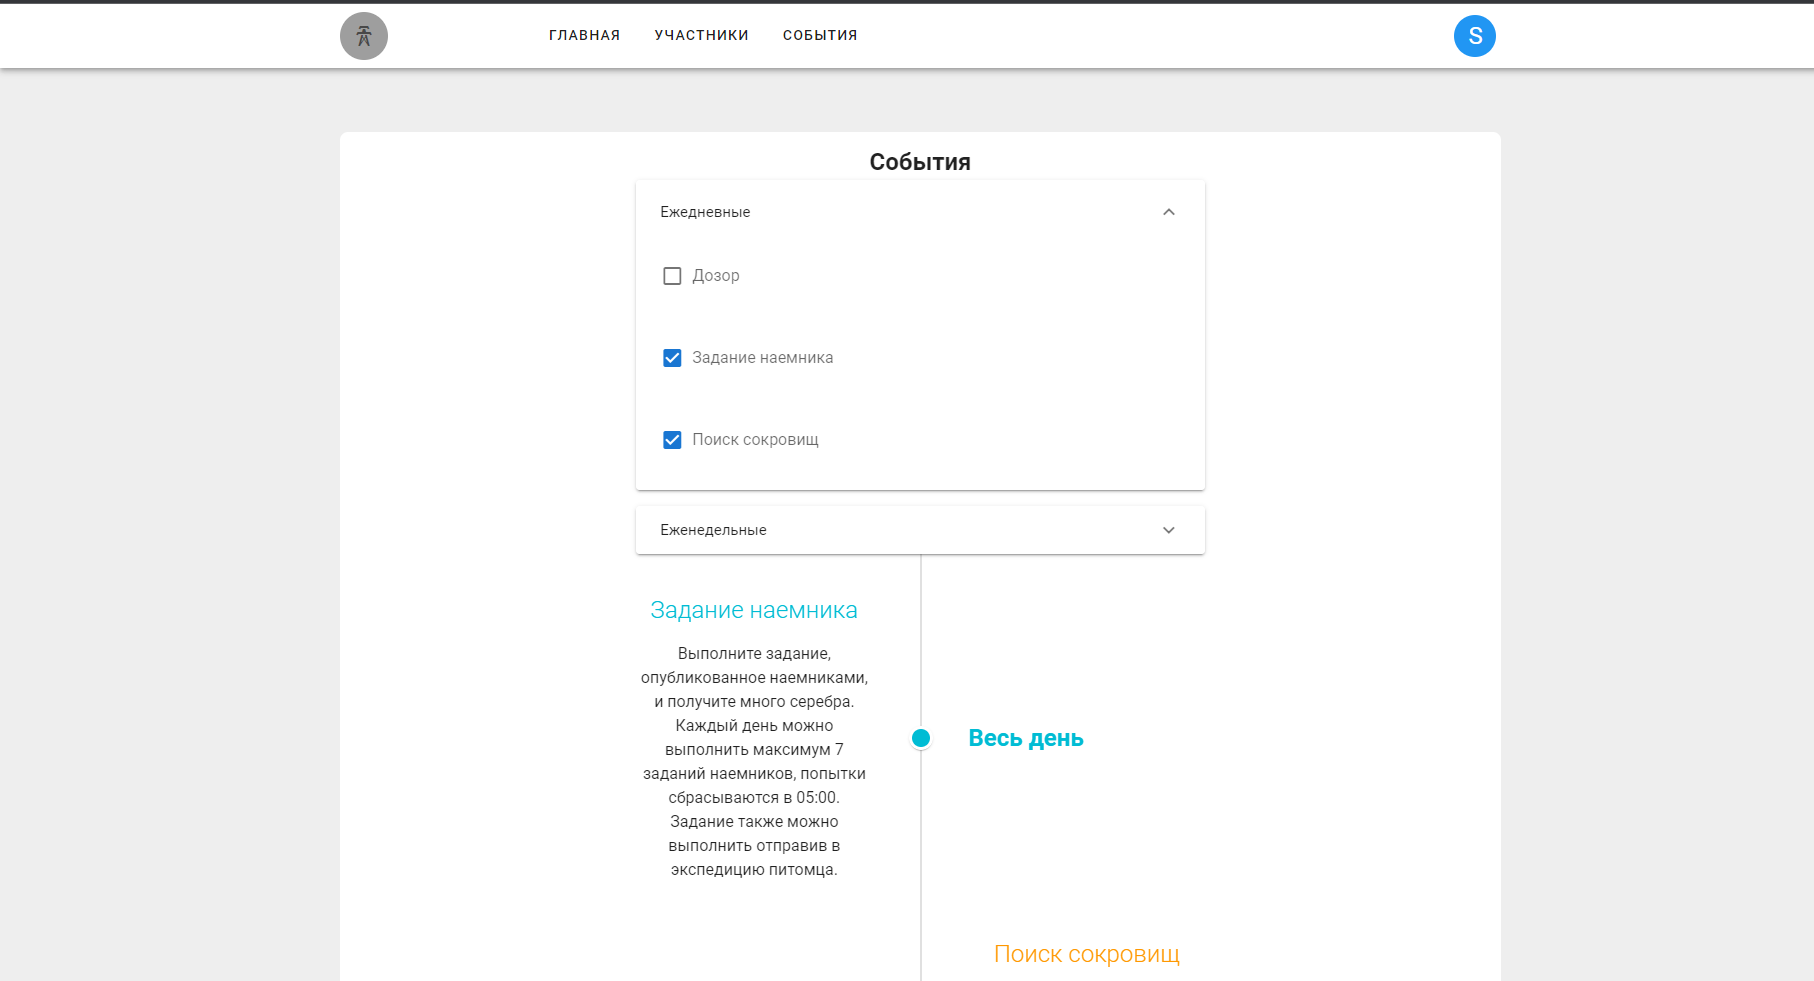 ГЛАВНАЯ УЧАСТНИКИ СОБЫТИЯ S
События
Ежедневные
Дозор
Задание наемника
Поиск сокровищ
Еженедельные
Задание наемника
Выполните задание,
опубликованное наемниками,
и получите много серебра.
Каждый день можно
выполнить максимум 7
заданий наемников, попытки
сбрасываются в 05:00.
Задание также можно
выполнить отправив в
экспедицию питомца.
Весь день
Поиск сокровищ